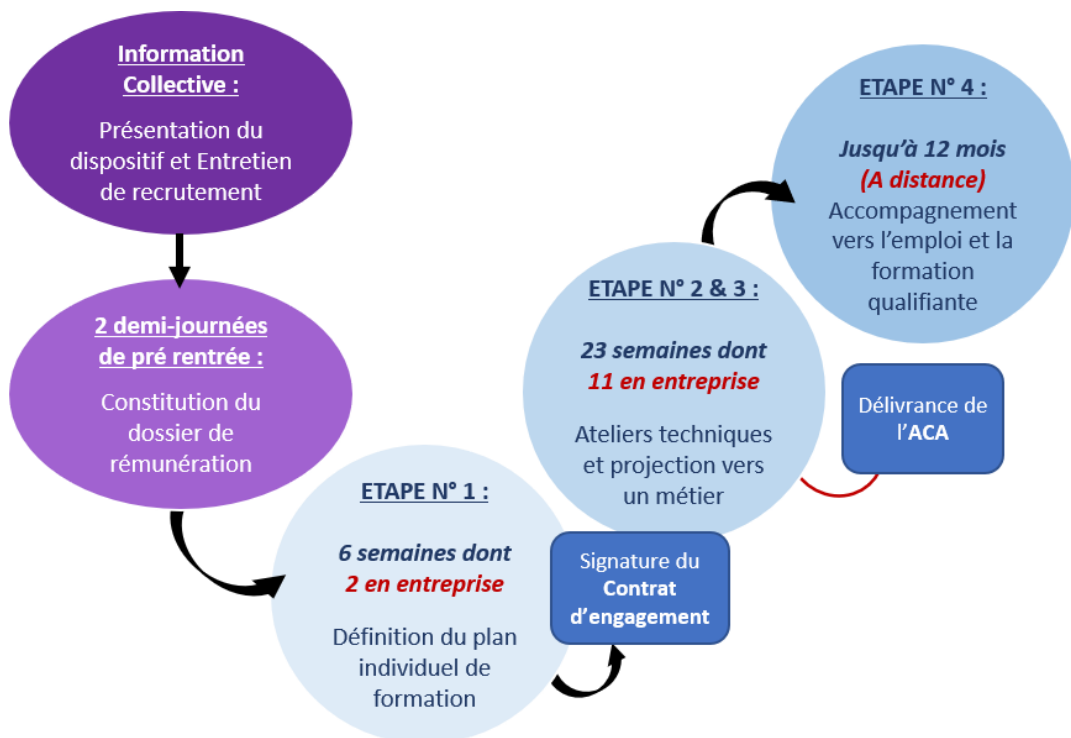 Information
Collective :
Présentation du
dispositif et Entretien
de recrutement
2 demi-journées
de pré rentrée :
Constitution du
dossier de
rémunération
ETAPE N° 1 :
6 semaines dont
2 en entreprise
Définition du plan
individuel de
formation
Signature du
Contrat
d’engagement
ETAPE N° 2 & 3 :
23 semaines dont
11 en entreprise
Ateliers techniques
et projection vers
un métier
Délivrance de
l’ACA
ETAPE N° 4 :
Jusqu’à 12 mois
(A distance)
Accompagnement
vers l’emploi et la
formation
qualifiante